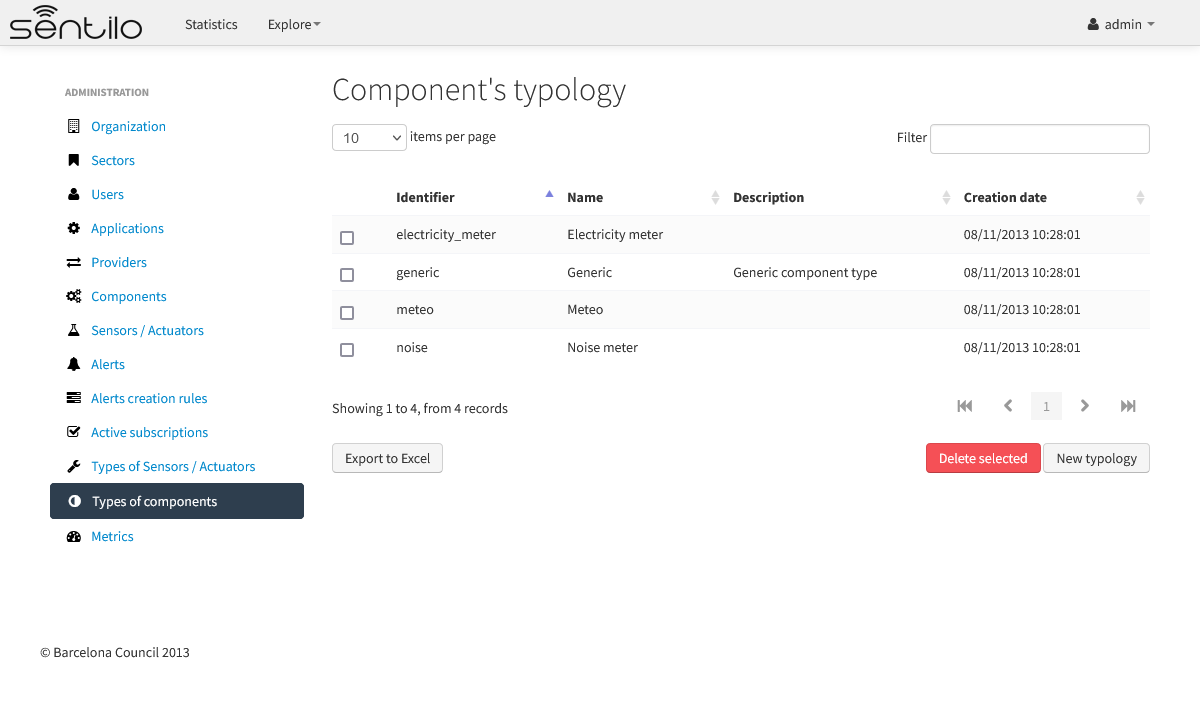 sentilo Statistics Explore admin
Component's typology
ADMINISTRATION
Organization
Sectors
Users
Applications
Providers
Components
Sensors / Actuators
Alerts
Alerts creation rules
Active subscriptions
Types of Sensors / Actuators
Types of components
Metrics
10 items per page Filter
Identifier Name Description Creation date
electricity_meter Electricity meter 08/11/2013 10:28:01
generic Generic Generic component type 08/11/2013 10:28:01
meteo Meteo 08/11/2013 10:28:01
noise Noise meter 08/11/2013 10:28:01
Showing 1 to 4, from 4 records 1
Export to Excel Delete selected New typology
© Barcelona Council 2013